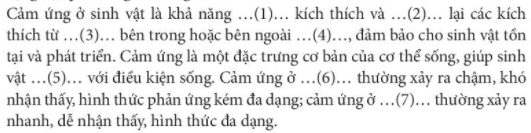 Cảm ứng ở sinh vật là khả năng …(1)… kích thích và …(2)… lại các kích
thích từ …(3)… bên trong hoặc bên ngoài …(4)…, đảm bảo cho sinh vật tồn
tại và phát triển. Cảm ứng là một đặc trưng cơ bản của cơ thể sống, giúp sinh
vật …(5)… với điều kiện sống. Cảm ứng ở …(6)… thường xảy ra chậm, khó
nhận thấy, hình thức phản ứng kém đa dạng; cảm ứng ở …(7)… thường xảy ra
nhanh, dễ nhận thấy, hình thức đa dạng.